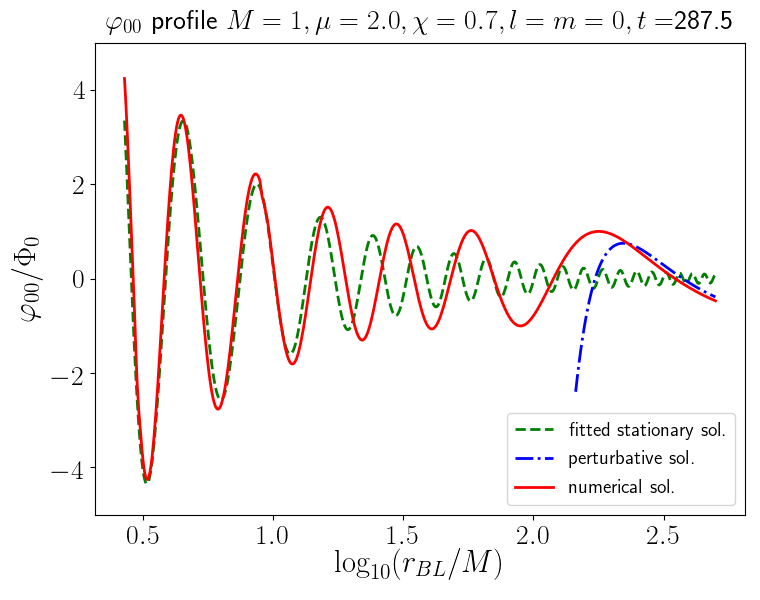 φ₀₀ profile M = 1, μ = 2.0, χ = 0.7, l = m = 0, t =287.5
φ₀₀/Φ₀
4
2
0
−2
−4
fitted stationary sol.
perturbative sol.
numerical sol.
0.5 1.0 1.5 2.0 2.5
log₁₀(r_BL/M)